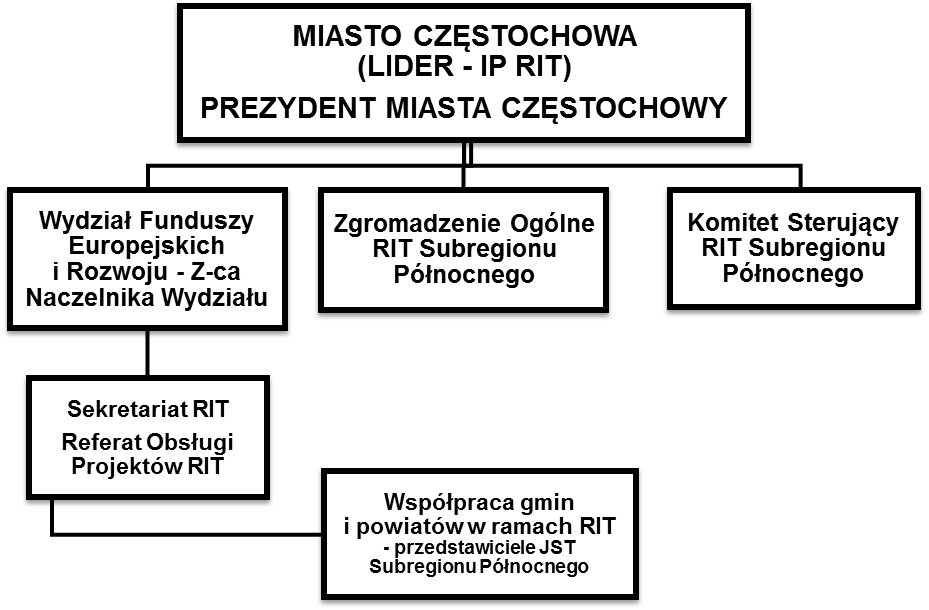 MIASTO CZĘSTOCHOWA
(LIDER - IP RIT)
PREZYDENT MIASTA CZĘSTOCHOWY
Wydział Funduszy
Europejskich
i Rozwoju - Z-ca
Naczelnika Wydziału
Zgromadzenie Ogólne
RIT Subregionu
Północnego
Komitet Sterujący
RIT Subregionu
Północnego
Sekretariat RIT
Referat Obsługi
Projektów RIT
Współpraca gmin
i powiatów w ramach RIT
- przedstawiciele JST
Subregionu Północnego